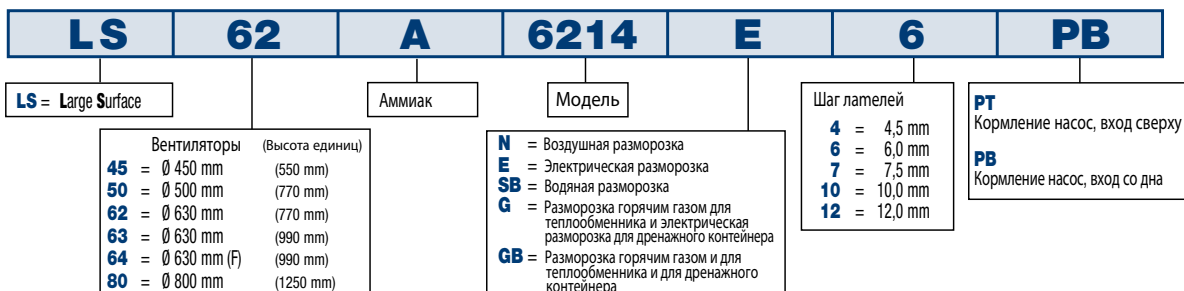 LS 62 A 6214 E 6 PB
LS = Large Surface
Вентиляторы (Высота единиц)
45 = Ø 450 mm (550 mm)
50 = Ø 500 mm (770 mm)
62 = Ø 630 mm (770 mm)
63 = Ø 630 mm (990 mm)
64 = Ø 630 mm (F) (990 mm)
80 = Ø 800 mm (1250 mm)
Аммиак
Модель
N = Воздушная разморозка
E = Электрическая разморозка
SB = Водяная разморозка
G = Разморозка горячим газом для
теплообменника и электрическая
разморозка для дренажного контейнера
GB = Разморозка горячим газом и для
теплообменника и для дренажного
контейнера
Шаг лamелей
4 = 4,5 mm
6 = 6,0 mm
7 = 7,5 mm
10 = 10,0 mm
12 = 12,0 mm
PT
Кормление насос, вход сверху
PB
Кормление насос, вход со дна